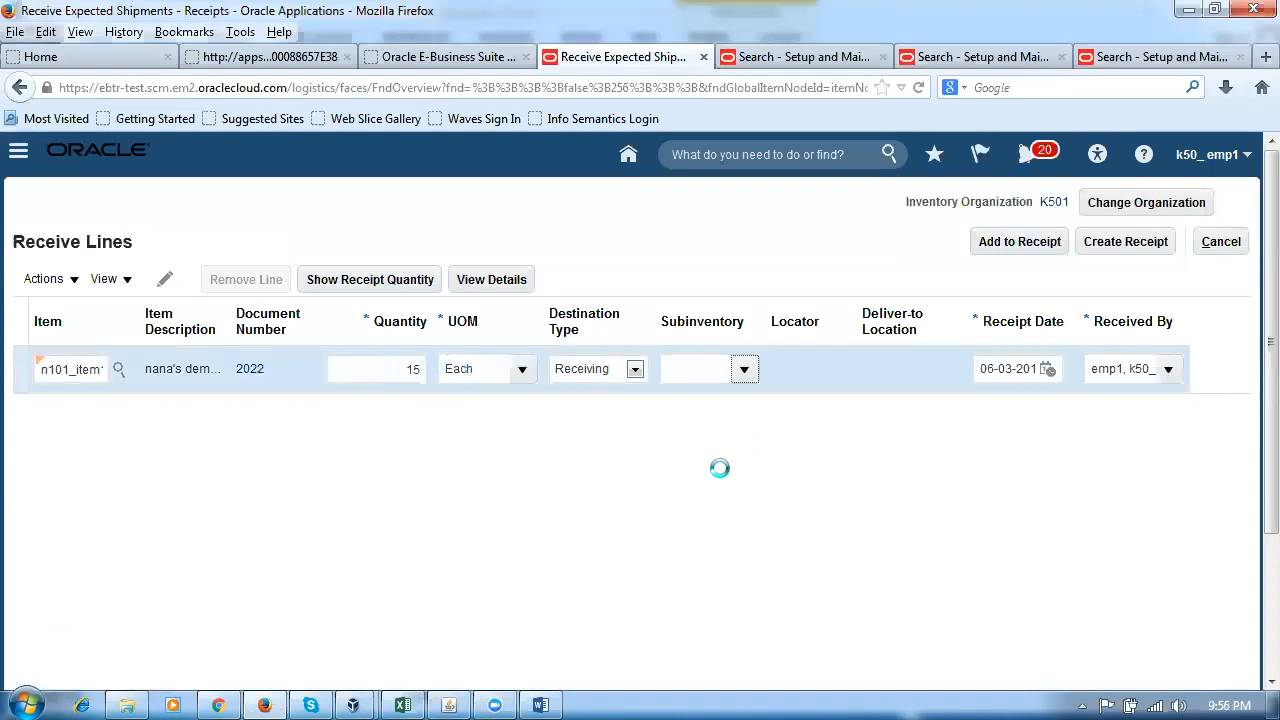 Receive Expected Shipments - Receipts - Oracle Applications - Mozilla Firefox
File Edit View History Bookmarks Tools Help
Home http://apps...00088657E38 Oracle E-Business Suite ... Receive Expected Ship... Search - Setup and Mai... Search - Setup and Mai... Search - Setup and Mai...
https://ebtr-test.scm.em2.oraclecloud.com/logistics/faces/FndOverview?fnd=%3B%3B%3Bfalse%3B256%3B%3B%3B&fndGlobalItemNodeId=itemNo Google
Most Visited Getting Started Suggested Sites Web Slice Gallery Waves Sign In Info Semantics Login
ORACLE What do you need to do or find? 20 k50_emp1
Inventory Organization K501 Change Organization
Receive Lines Add to Receipt Create Receipt Cancel
Actions View Remove Line Show Receipt Quantity View Details
Item Item Description Document Number * Quantity * UOM Destination Type Subinventory Locator Deliver-to Location * Receipt Date * Received By
n101_item1 nana's dem... 2022 15 Each Receiving 06-03-201 emp1, k50_
9:56 PM